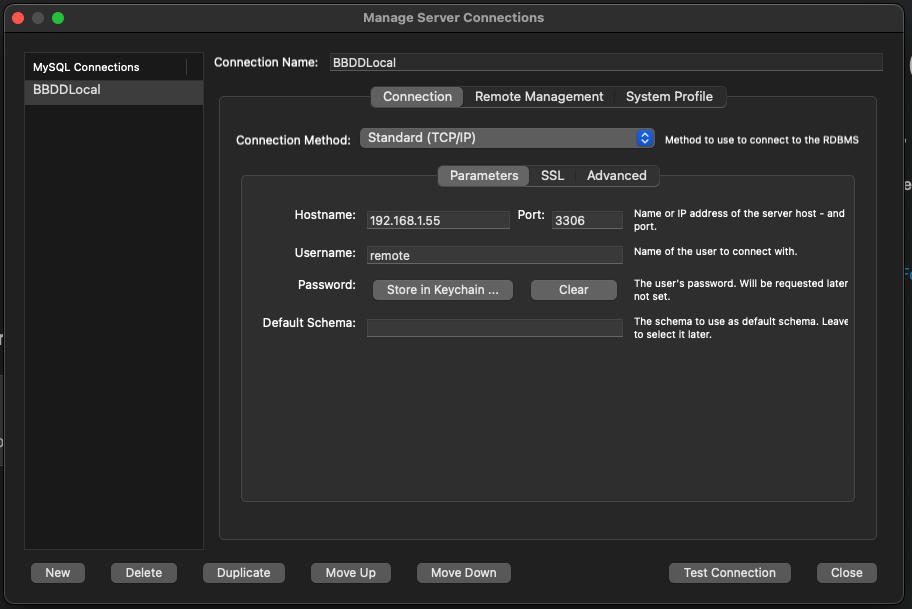 Manage Server Connections
MySQL Connections
BBDDLocal
Connection Name:
BBDDLocal
Connection
Remote Management
System Profile
Connection Method:
Standard (TCP/IP)
Method to use to connect to the RDBMS
Parameters
SSL
Advanced
Hostname:
192.168.1.55
Port:
3306
Name or IP address of the server host - and
port.
Username:
remote
Name of the user to connect with.
Password:
Store in Keychain ...
Clear
The user's password. Will be requested later
not set.
Default Schema:
The schema to use as default schema. Leave
to select it later.
New
Delete
Duplicate
Move Up
Move Down
Test Connection
Close